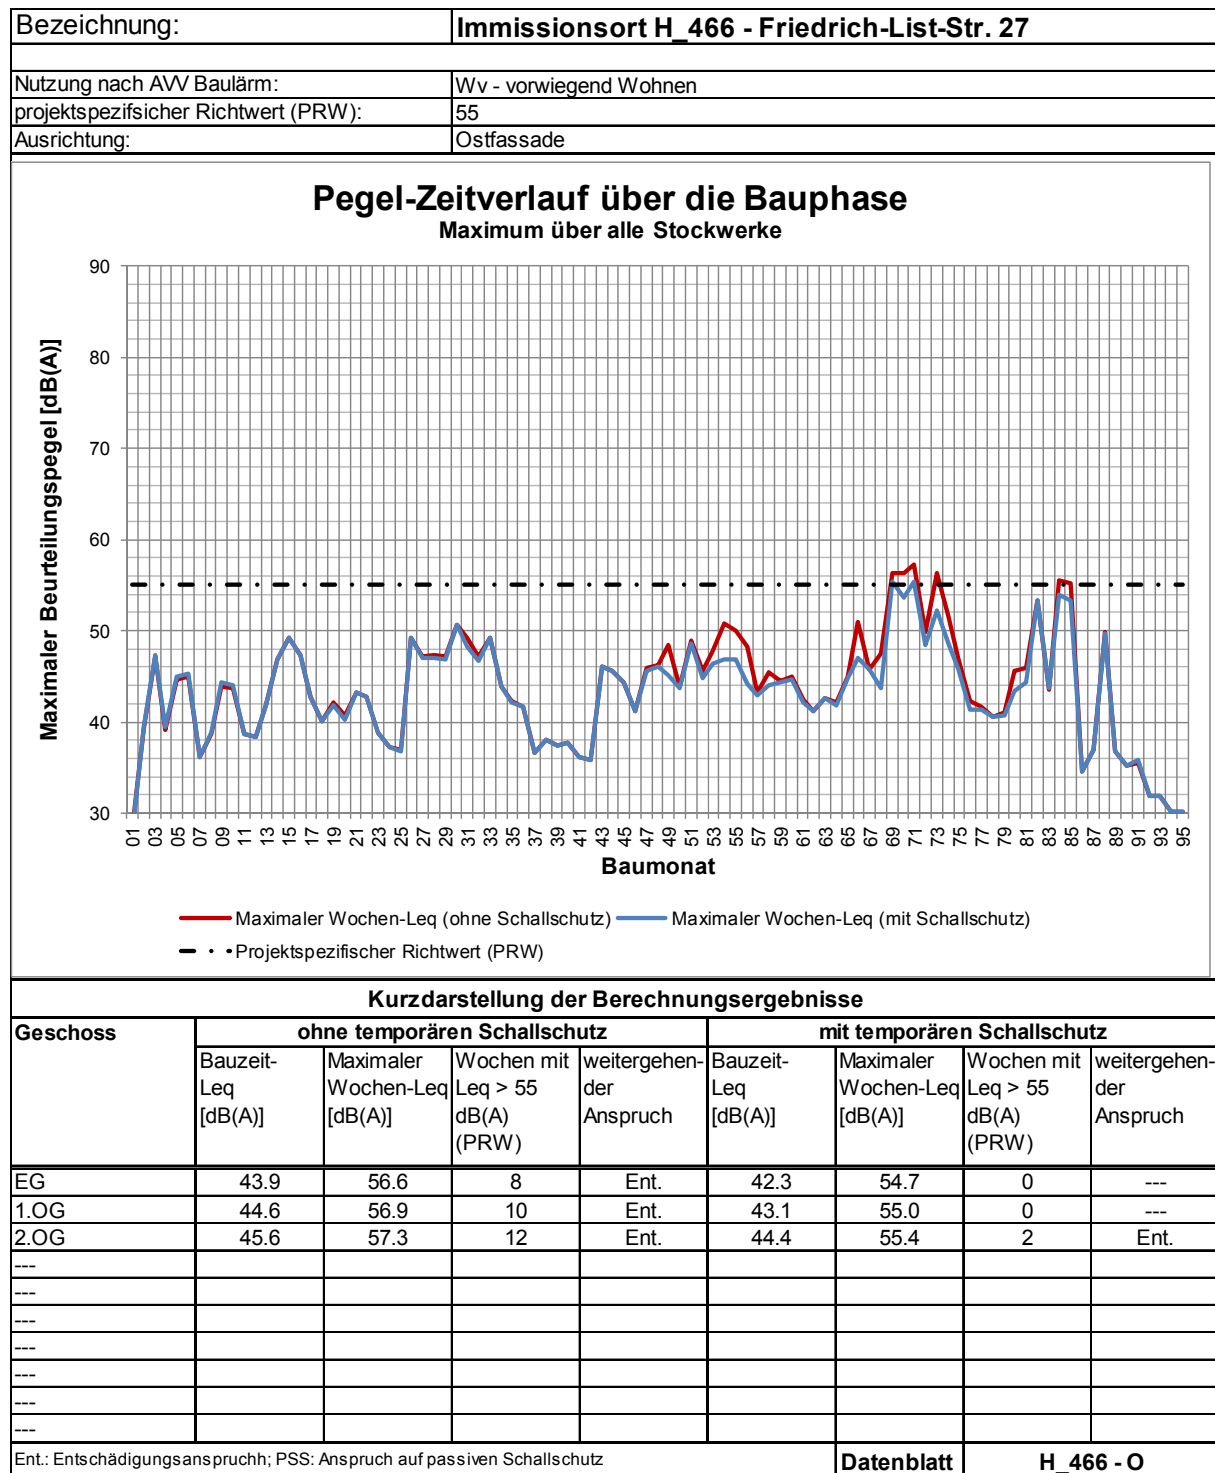 Bezeichnung: Immissionsort H_466 - Friedrich-List-Str. 27
Nutzung nach AVV Baulärm: Wv - vorwiegend Wohnen
projektspezifsicher Richtwert (PRW): 55
Ausrichtung: Ostfassade
Pegel-Zeitverlauf über die Bauphase
Maximum über alle Stockwerke
Maximaler Beurteilungspegel [dB(A)]
90
80
70
60
50
40
30
01 03 05 07 09 11 13 15 17 19 21 23 25 27 29 31 33 35 37 39 41 43 45 47 49 51 53 55 57 59 61 63 65 67 69 71 73 75 77 79 81 83 85 87 89 91 93 95
Baumonat
Maximaler Wochen-Leq (ohne Schallschutz) Maximaler Wochen-Leq (mit Schallschutz)
Projektspezifischer Richtwert (PRW)
Kurzdarstellung der Berechnungsergebnisse
Geschoss ohne temporären Schallschutz mit temporären Schallschutz
Bauzeit- Maximaler Wochen mit weitergehen- Bauzeit- Maximaler Wochen mit weitergehen-
Leq Wochen-Leq Leq > 55 der Leq Wochen-Leq Leq > 55 der
[dB(A)] [dB(A)] dB(A) Anspruch [dB(A)] [dB(A)] dB(A) Anspruch
(PRW) (PRW)
EG 43.9 56.6 8 Ent. 42.3 54.7 0 ---
1.OG 44.6 56.9 10 Ent. 43.1 55.0 0 ---
2.OG 45.6 57.3 12 Ent. 44.4 55.4 2 Ent.
---
---
---
---
---
---
---
Ent.: Entschädigungsanspruchh; PSS: Anspruch auf passiven Schallschutz Datenblatt H_466 - O